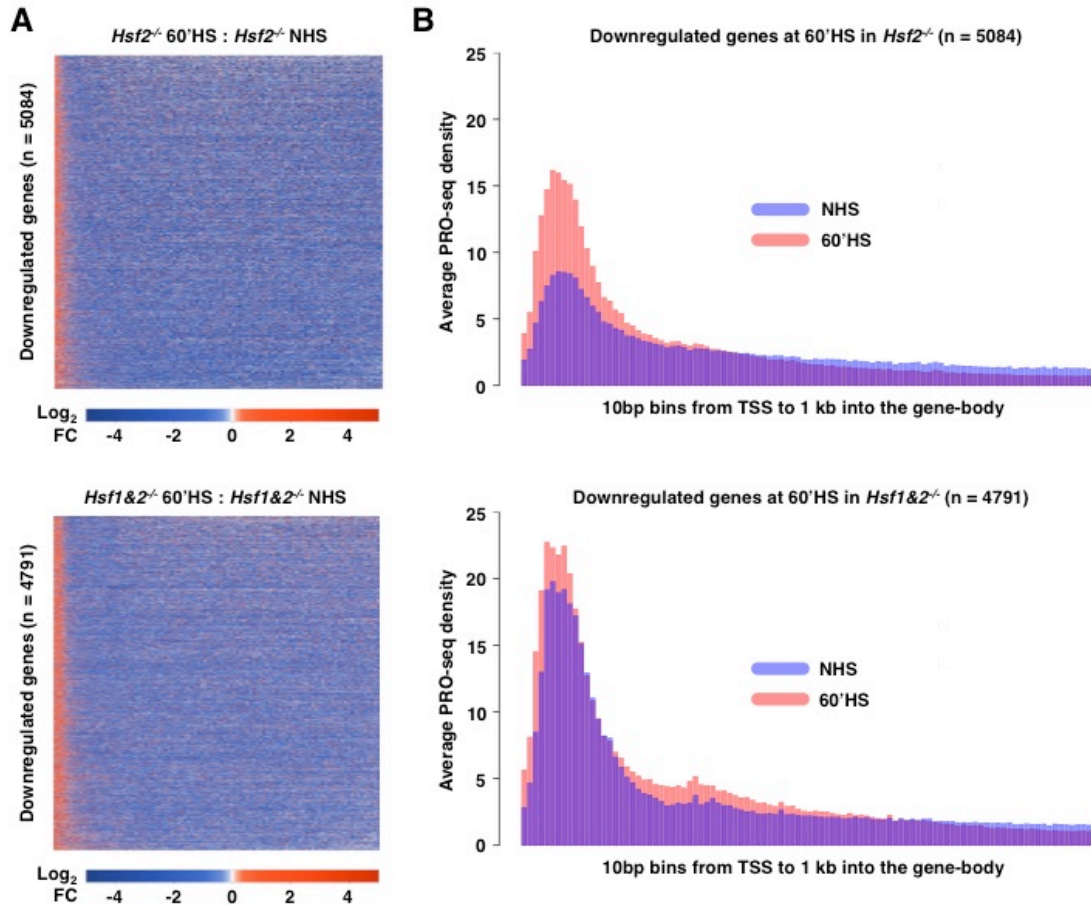 A
Hsf2-/- 60'HS : Hsf2-/- NHS
Downregulated genes (n = 5084)
Log2
FC
-4 -2 0 2 4
B
Downregulated genes at 60'HS in Hsf2-/- (n = 5084)
Average PRO-seq density
25
20
15
10
5
0
NHS
60'HS
10bp bins from TSS to 1 kb into the gene-body
Hsf1&2-/- 60'HS : Hsf1&2-/- NHS
Downregulated genes (n = 4791)
Log2
FC
-4 -2 0 2 4
Downregulated genes at 60'HS in Hsf1&2-/- (n = 4791)
Average PRO-seq density
25
20
15
10
5
0
NHS
60'HS
10bp bins from TSS to 1 kb into the gene-body